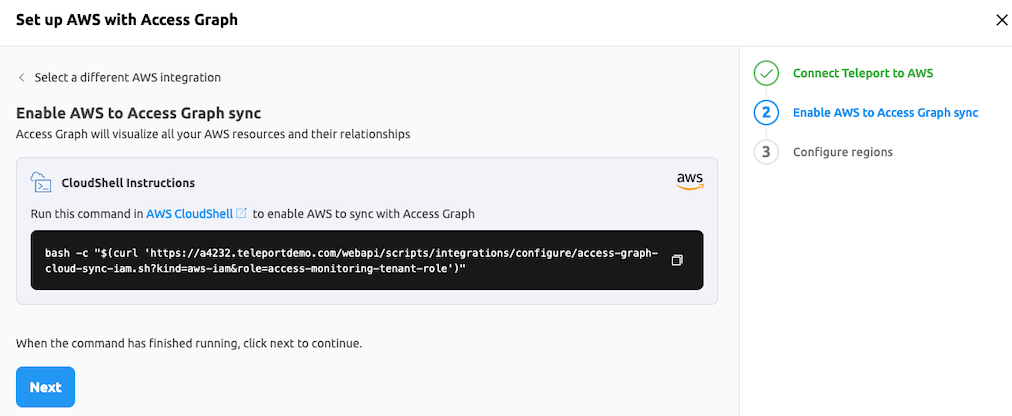 Set up AWS with Access Graph
Select a different AWS integration
Enable AWS to Access Graph sync
Access Graph will visualize all your AWS resources and their relationships
CloudShell Instructions
aws
Run this command in AWS CloudShell to enable AWS to sync with Access Graph
bash -c "$(curl 'https://a4232.teleportdemo.com/webapi/scripts/integrations/configure/access-graph-
cloud-sync-iam.sh?kind=aws-iam&role=access-monitoring-tenant-role')"
When the command has finished running, click next to continue.
Next
Connect Teleport to AWS
2 Enable AWS to Access Graph sync
3 Configure regions